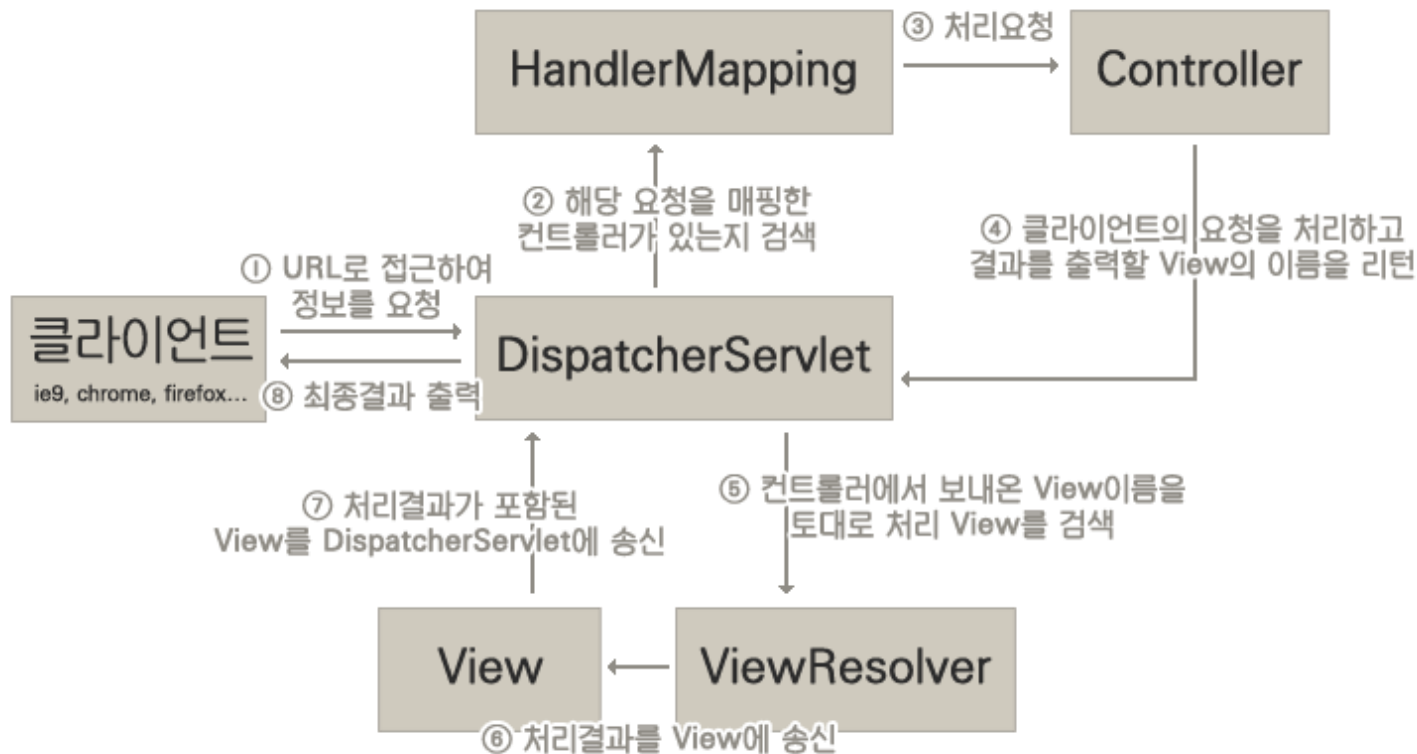 ③ 처리요청
HandlerMapping
Controller
② 해당 요청을 매핑한
컨트롤러가 있는지 검색
④ 클라이언트의 요청을 처리하고
결과를 출력할 View의 이름을 리턴
① URL로 접근하여
정보를 요청
클라이언트
ie9, chrome, firefox...
DispatcherServlet
⑧ 최종결과 출력
⑦ 처리결과가 포함된
View를 DispatcherServlet에 송신
⑤ 컨트롤러에서 보내온 View이름을
토대로 처리 View를 검색
View
ViewResolver
⑥ 처리결과를 View에 송신